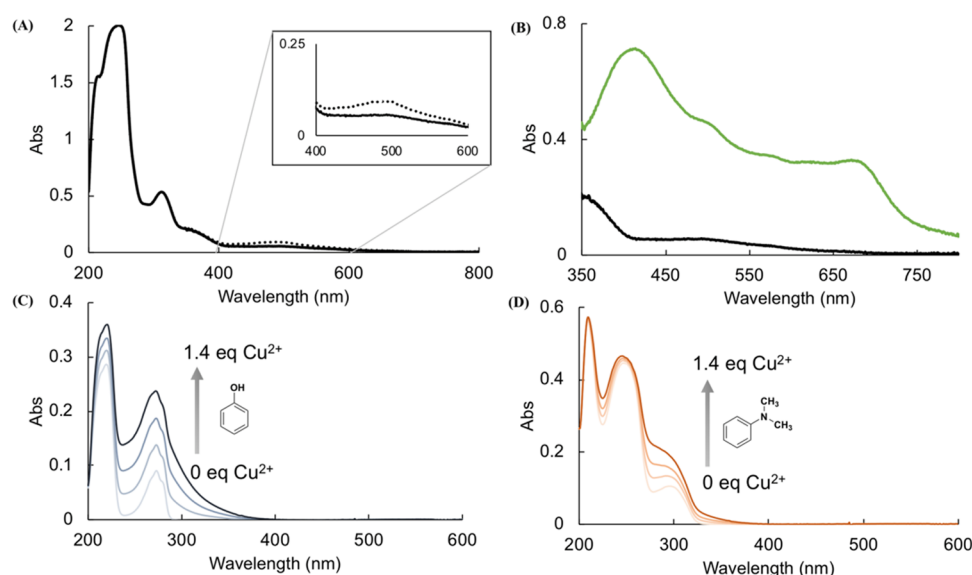 (A)
2
1.5
1
0.5
0
Abs
200
400
600
800
Wavelength (nm)
0.25
0
400
500
600
(B)
0.8
0.4
0
Abs
350
450
550
650
750
Wavelength (nm)
(C)
0.4
0.3
0.2
0.1
0
Abs
1.4 eq Cu²⁺
OH
0 eq Cu²⁺
200
300
400
500
600
Wavelength (nm)
(D)
0.6
0.4
0.2
0
Abs
1.4 eq Cu²⁺
CH₃
N
CH₃
0 eq Cu²⁺
200
300
400
500
600
Wavelength (nm)